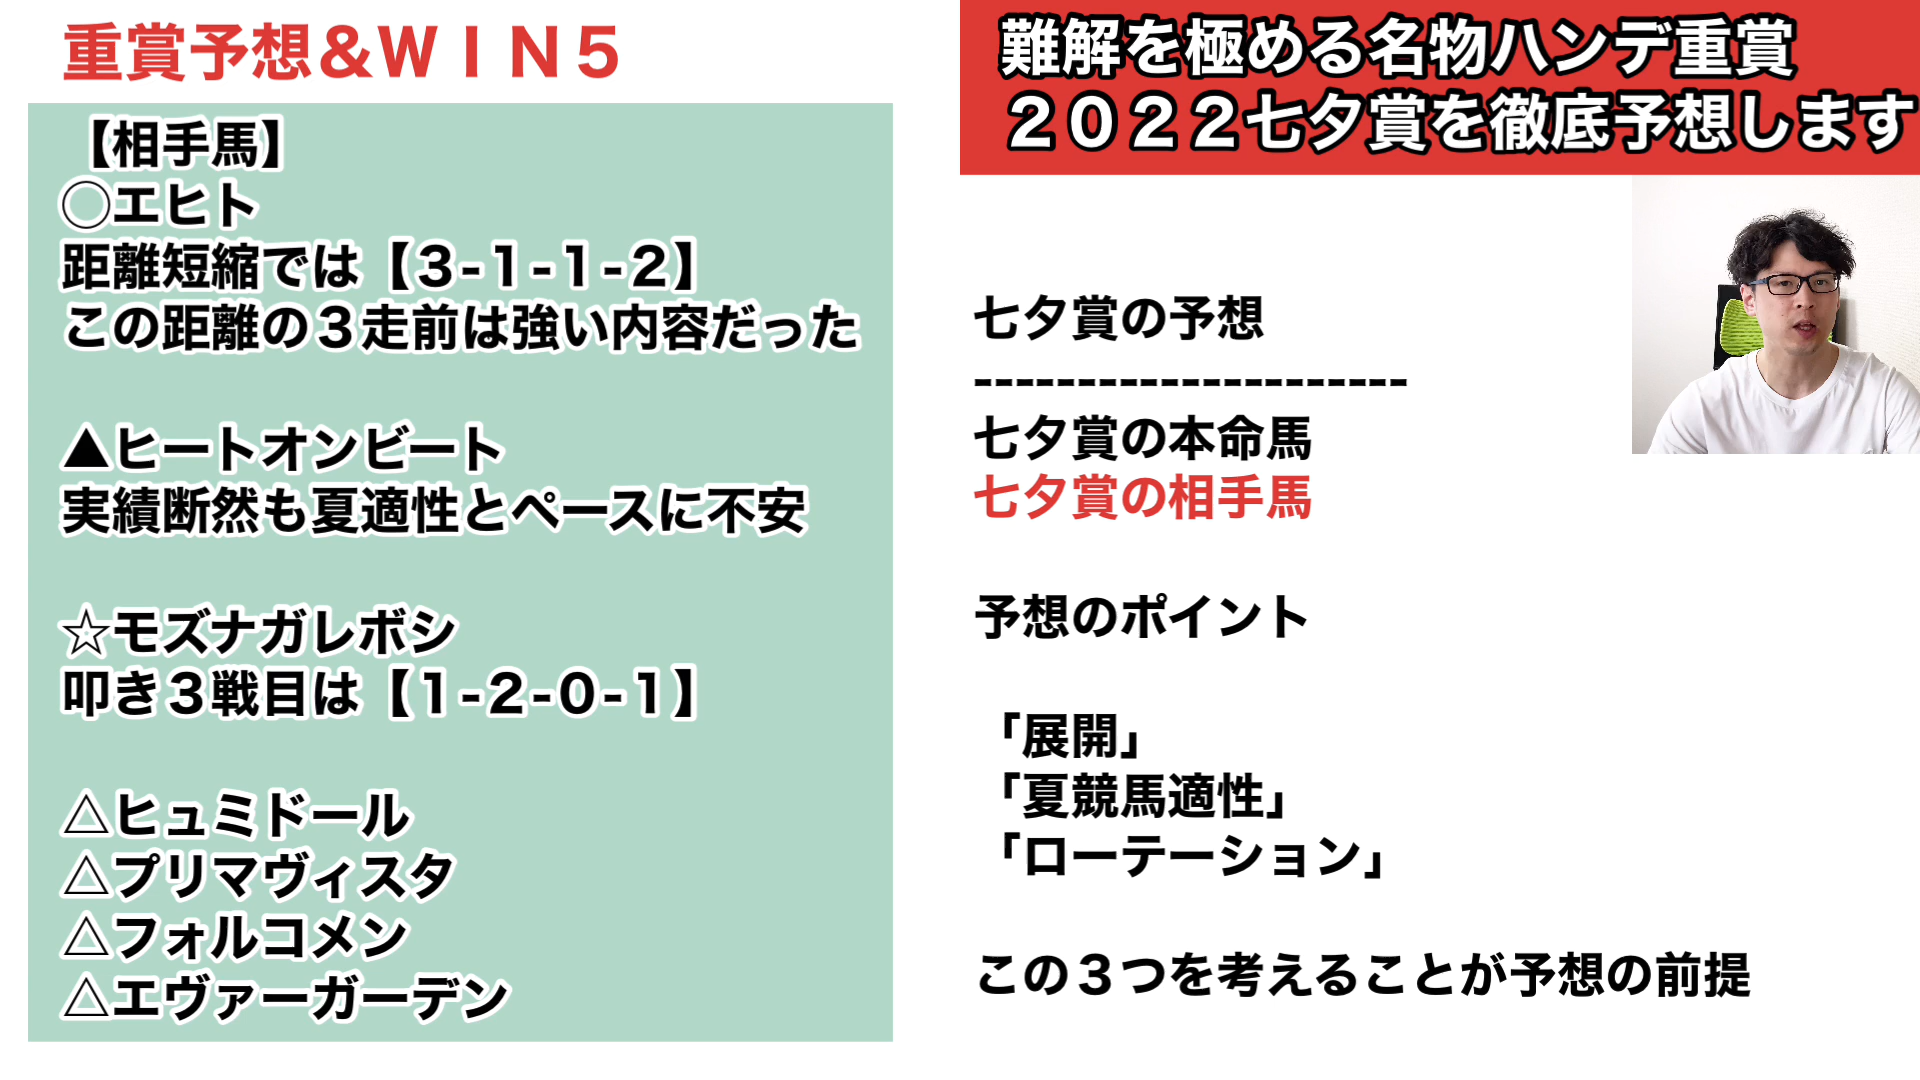 重賞予想&ＷＩＮ５
【相手馬】
◯エヒト
距離短縮では【３-１-１-２】
この距離の３走前は強い内容だった
▲ヒートオンビート
実績断然も夏適性とペースに不安
☆モズナガレボシ
叩き３戦目は【１-２-０-１】
△ヒュミドール
△プリマヴィスタ
△フォルコメン
△エヴァーガーデン
難解を極める名物ハンデ重賞
２０２２七夕賞を徹底予想します
七夕賞の予想
---------------------
七夕賞の本命馬
七夕賞の相手馬
予想のポイント
「展開」
「夏競馬適性」
「ローテーション」
この３つを考えることが予想の前提